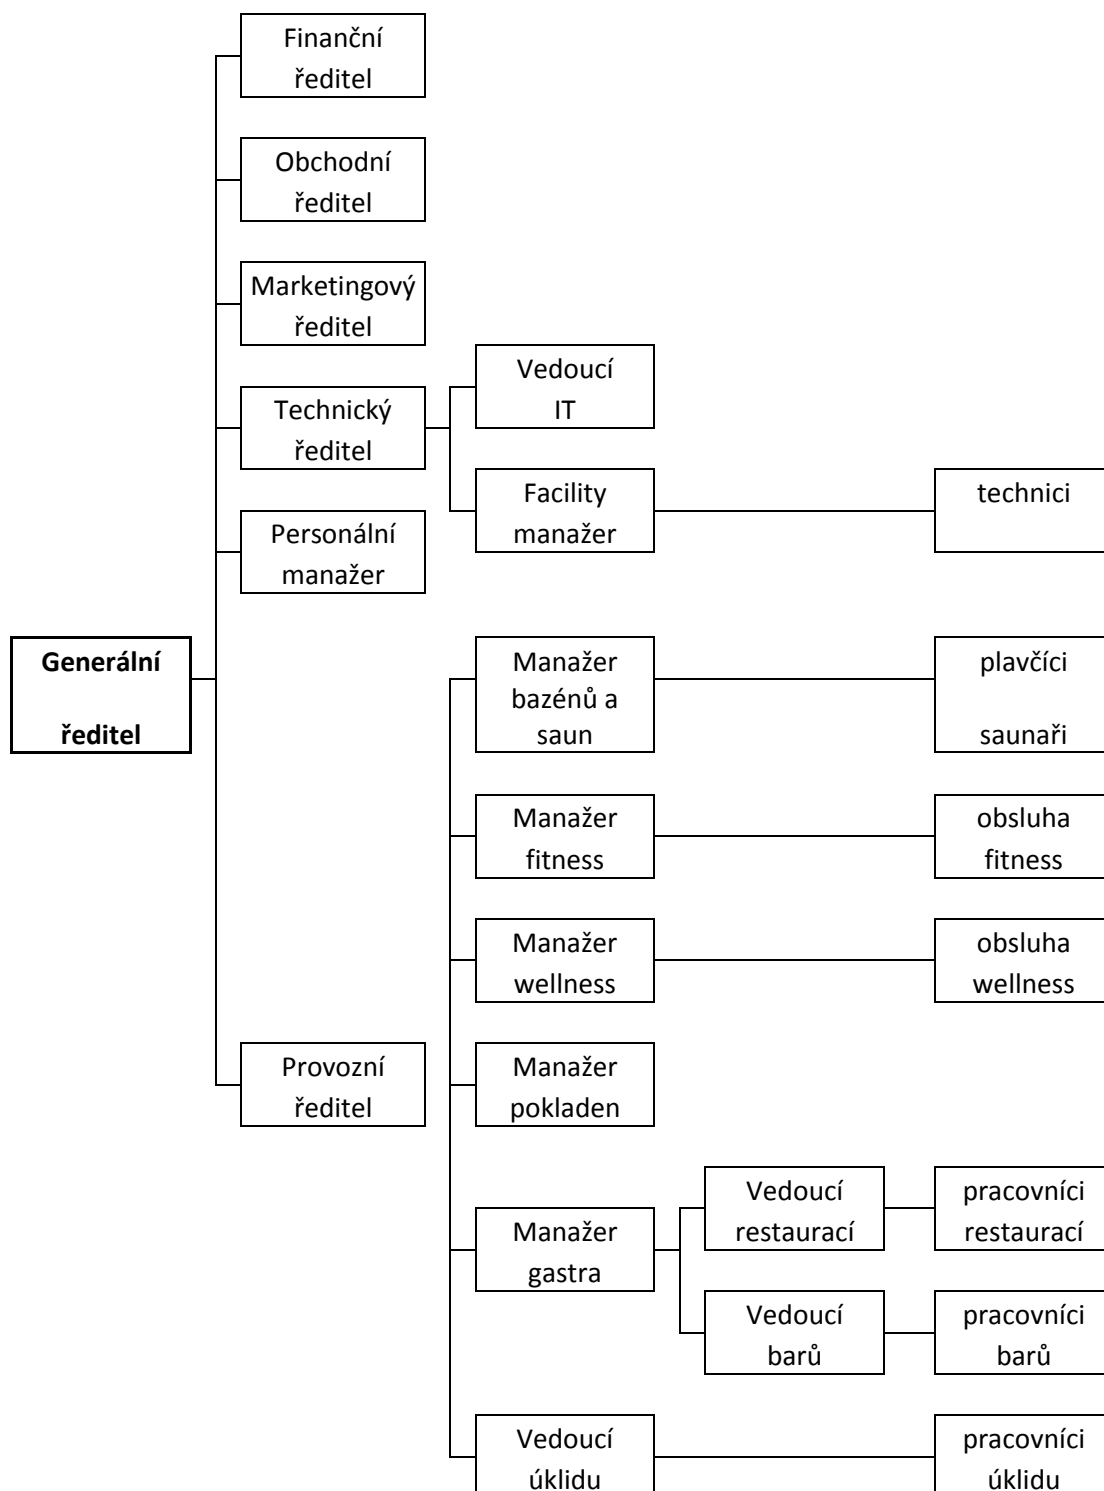 Finanční
ředitel
Obchodní
ředitel
Marketingový
ředitel
Vedoucí
IT
Technický
ředitel
Facility
manažer
technici
Personální
manažer
Generální
ředitel
Manažer
bazénů a
saun
plavčíci
saunaři
Manažer
fitness
obsluha
fitness
Manažer
wellness
obsluha
wellness
Provozní
ředitel
Manažer
pokladen
Vedoucí
restaurací
pracovníci
restaurací
Manažer
gastra
Vedoucí
barů
pracovníci
barů
Vedoucí
úklidu
pracovníci
úklidu